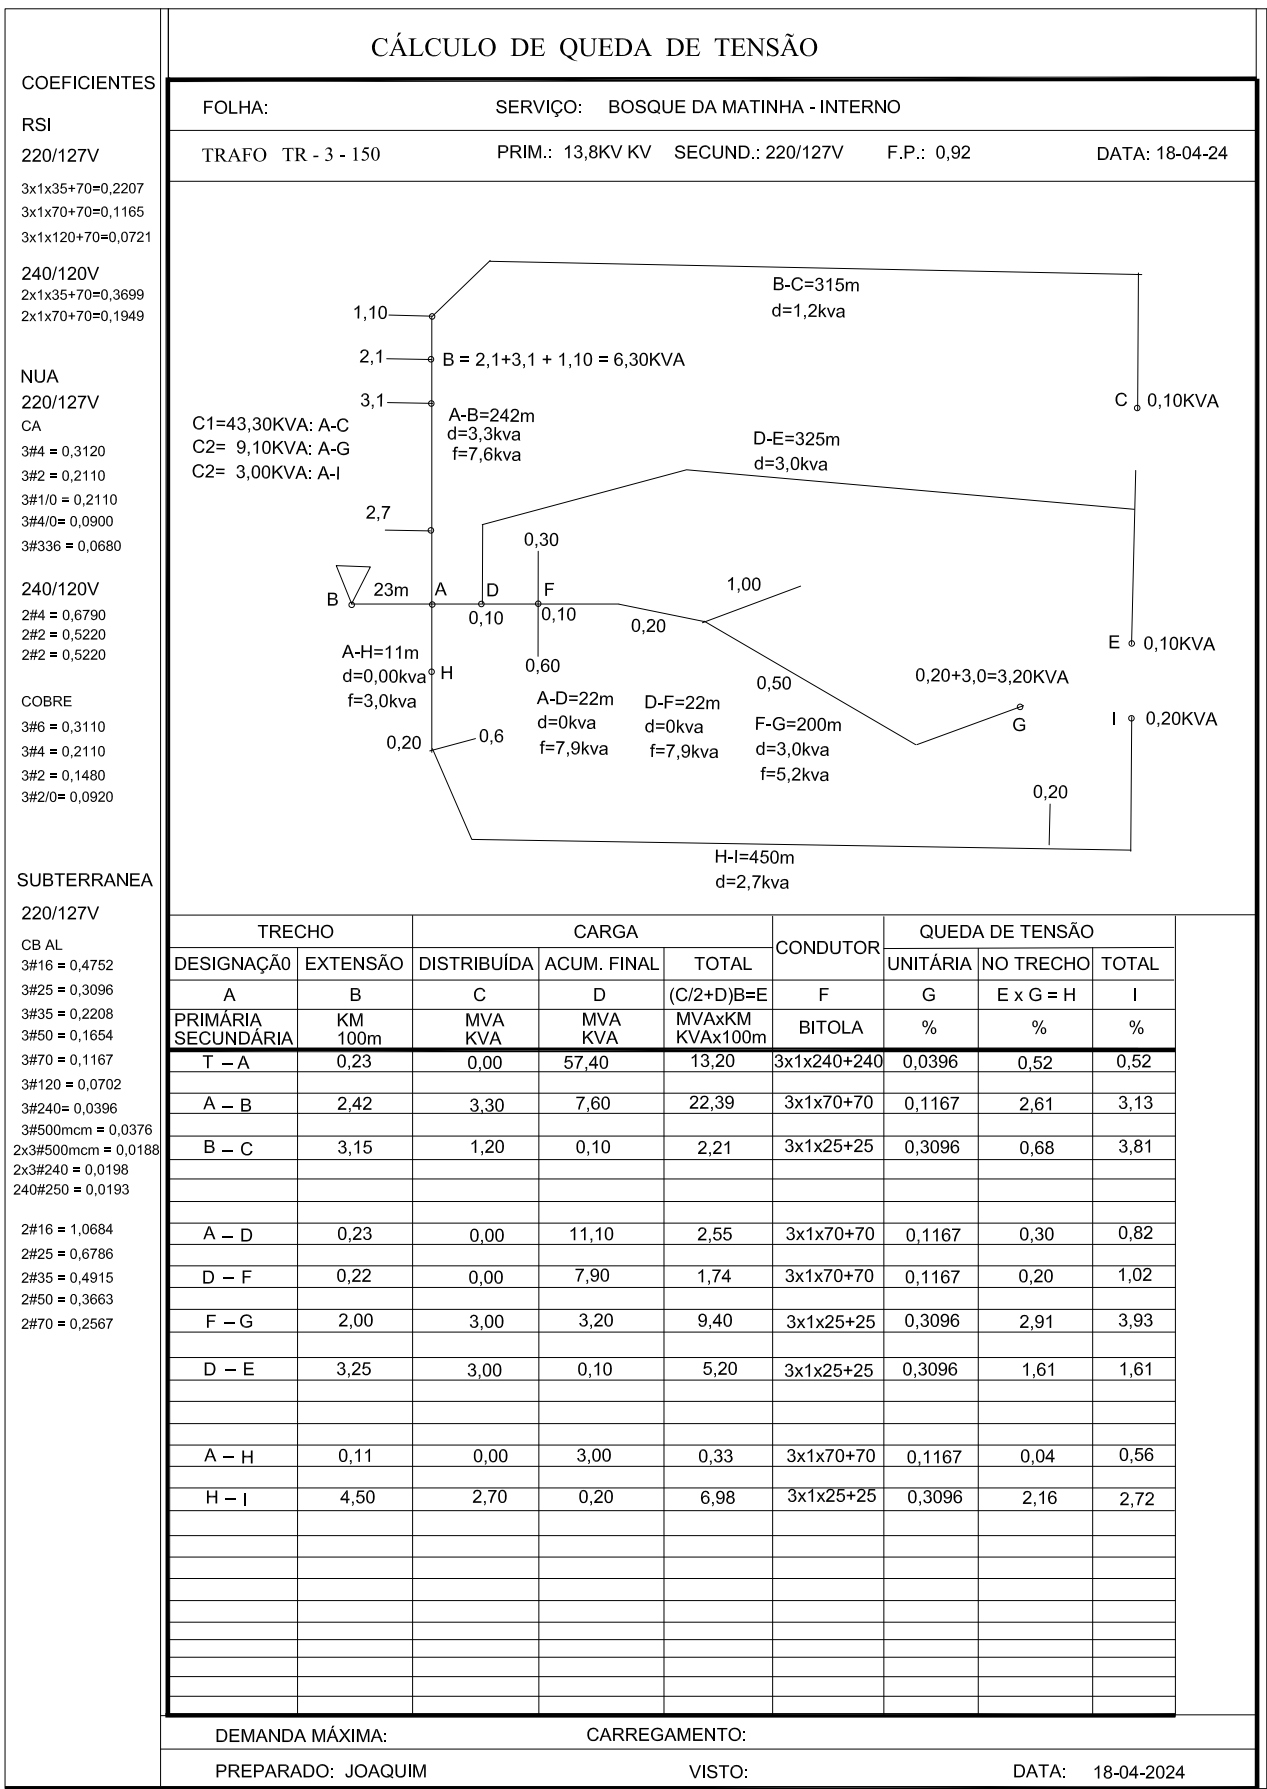 CÁLCULO DE QUEDA DE TENSÃO
COEFICIENTES
RSI
220/127V
3x1x35+70=0,2207
3x1x70+70=0,1165
3x1x120+70=0,0721
240/120V
2x1x35+70=0,3699
2x1x70+70=0,1949
NUA
220/127V
CA
3#4 = 0,3120
3#2 = 0,2110
3#1/0 = 0,2110
3#4/0= 0,0900
3#336 = 0,0680
240/120V
2#4 = 0,6790
2#2 = 0,5220
2#2 = 0,5220
COBRE
3#6 = 0,3110
3#4 = 0,2110
3#2 = 0,1480
3#2/0= 0,0920
SUBTERRANEA
220/127V
CB AL
3#16 = 0,4752
3#25 = 0,3096
3#35 = 0,2208
3#50 = 0,1654
3#70 = 0,1167
3#120 = 0,0702
3#240= 0,0396
3#500mcm = 0,0376
2x3#500mcm = 0,0188
2x3#240 = 0,0198
240#250 = 0,0193
2#16 = 1,0684
2#25 = 0,6786
2#35 = 0,4915
2#50 = 0,3663
2#70 = 0,2567
FOLHA: SERVIÇO: BOSQUE DA MATINHA - INTERNO
TRAFO TR - 3 - 150 PRIM.: 13,8KV KV SECUND.: 220/127V F.P.: 0,92 DATA: 18-04-24
B-C=315m
d=1,2kva
1,10
2,1
B = 2,1+3,1 + 1,10 = 6,30KVA
3,1
C 0,10KVA
C1=43,30KVA: A-C
C2= 9,10KVA: A-G
C2= 3,00KVA: A-I
A-B=242m
d=3,3kva
f=7,6kva
D-E=325m
d=3,0kva
2,7
0,30
B 23m A D F
0,10 0,10
0,20
1,00
A-H=11m
d=0,00kva
f=3,0kva
H
0,60
E 0,10KVA
0,50
0,20+3,0=3,20KVA
G
A-D=22m
d=0kva
f=7,9kva
D-F=22m
d=0kva
f=7,9kva
F-G=200m
d=3,0kva
f=5,2kva
I 0,20KVA
0,20
0,6
0,20
H-I=450m
d=2,7kva
TRECHO CARGA CONDUTOR QUEDA DE TENSÃO
DESIGNAÇÃ0 EXTENSÃO DISTRIBUÍDA ACUM. FINAL TOTAL UNITÁRIA NO TRECHO TOTAL
A B C D (C/2+D)B=E F G E x G = H I
PRIMÁRIA KM MVA MVA MVAxKM BITOLA % % %
SECUNDÁRIA 100m KVA KVA KVAx100m
T – A 0,23 0,00 57,40 13,20 3x1x240+240 0,0396 0,52 0,52
A – B 2,42 3,30 7,60 22,39 3x1x70+70 0,1167 2,61 3,13
B – C 3,15 1,20 0,10 2,21 3x1x25+25 0,3096 0,68 3,81
A – D 0,23 0,00 11,10 2,55 3x1x70+70 0,1167 0,30 0,82
D – F 0,22 0,00 7,90 1,74 3x1x70+70 0,1167 0,20 1,02
F – G 2,00 3,00 3,20 9,40 3x1x25+25 0,3096 2,91 3,93
D – E 3,25 3,00 0,10 5,20 3x1x25+25 0,3096 1,61 1,61
A – H 0,11 0,00 3,00 0,33 3x1x70+70 0,1167 0,04 0,56
H – I 4,50 2,70 0,20 6,98 3x1x25+25 0,3096 2,16 2,72
DEMANDA MÁXIMA: CARREGAMENTO:
PREPARADO: JOAQUIM VISTO: DATA: 18-04-2024